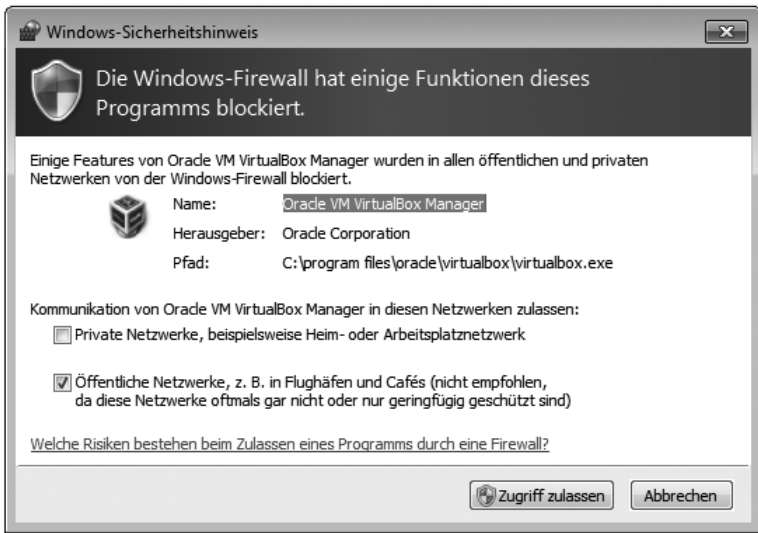 Windows-Sicherheitshinweis
Die Windows-Firewall hat einige Funktionen dieses
Programms blockiert.
Einige Features von Oracle VM VirtualBox Manager wurden in allen öffentlichen und privaten
Netzwerken von der Windows-Firewall blockiert.
Name: Oracle VM VirtualBox Manager
Herausgeber: Oracle Corporation
Pfad: C:\program files\oracle\virtualbox\virtualbox.exe
Kommunikation von Oracle VM VirtualBox Manager in diesen Netzwerken zulassen:
Private Netzwerke, beispielsweise Heim- oder Arbeitsplatznetzwerk
Öffentliche Netzwerke, z. B. in Flughäfen und Cafés (nicht empfohlen,
da diese Netzwerke oftmals gar nicht oder nur geringfügig geschützt sind)
Welche Risiken bestehen beim Zulassen eines Programms durch eine Firewall?
Zugriff zulassen Abbrechen